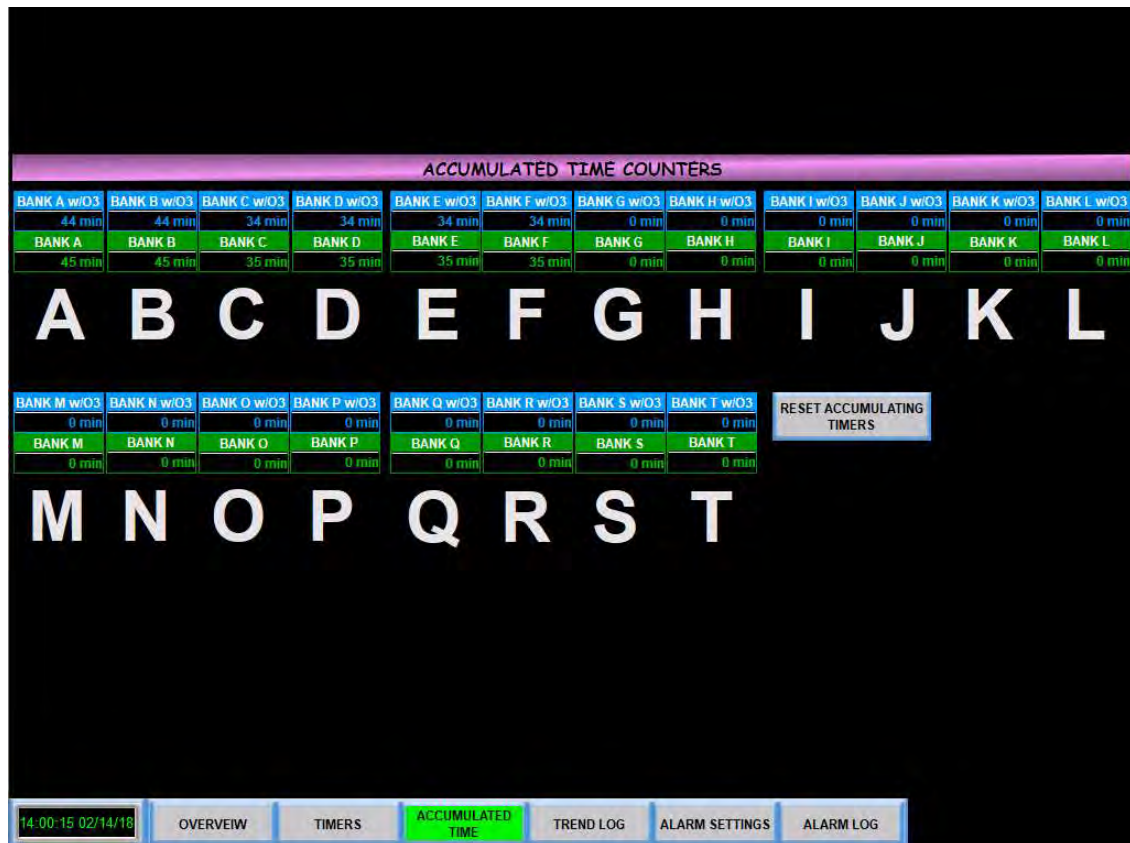 ACCUMULATED TIME COUNTERS
BANK A w/O3 BANK B w/O3 BANK C w/O3 BANK D w/O3 BANK E w/O3 BANK F w/O3 BANK G w/O3 BANK H w/O3 BANK I w/O3 BANK J w/O3 BANK K w/O3 BANK L w/O3
44 min 44 min 34 min 34 min 34 min 34 min 0 min 0 min 0 min 0 min 0 min 0 min
BANK A BANK B BANK C BANK D BANK E BANK F BANK G BANK H BANK I BANK J BANK K BANK L
45 min 45 min 35 min 35 min 35 min 35 min 0 min 0 min 0 min 0 min 0 min 0 min
A B C D E F G H I J K L
BANK M w/O3 BANK N w/O3 BANK O w/O3 BANK P w/O3 BANK Q w/O3 BANK R w/O3 BANK S w/O3 BANK T w/O3
0 min 0 min 0 min 0 min 0 min 0 min 0 min 0 min
BANK M BANK N BANK O BANK P BANK Q BANK R BANK S BANK T
0 min 0 min 0 min 0 min 0 min 0 min 0 min 0 min
RESET ACCUMULATING
TIMERS
M N O P Q R S T
14:00:15 02/14/18 OVERVEIW TIMERS ACCUMULATED
TIME TREND LOG ALARM SETTINGS ALARM LOG